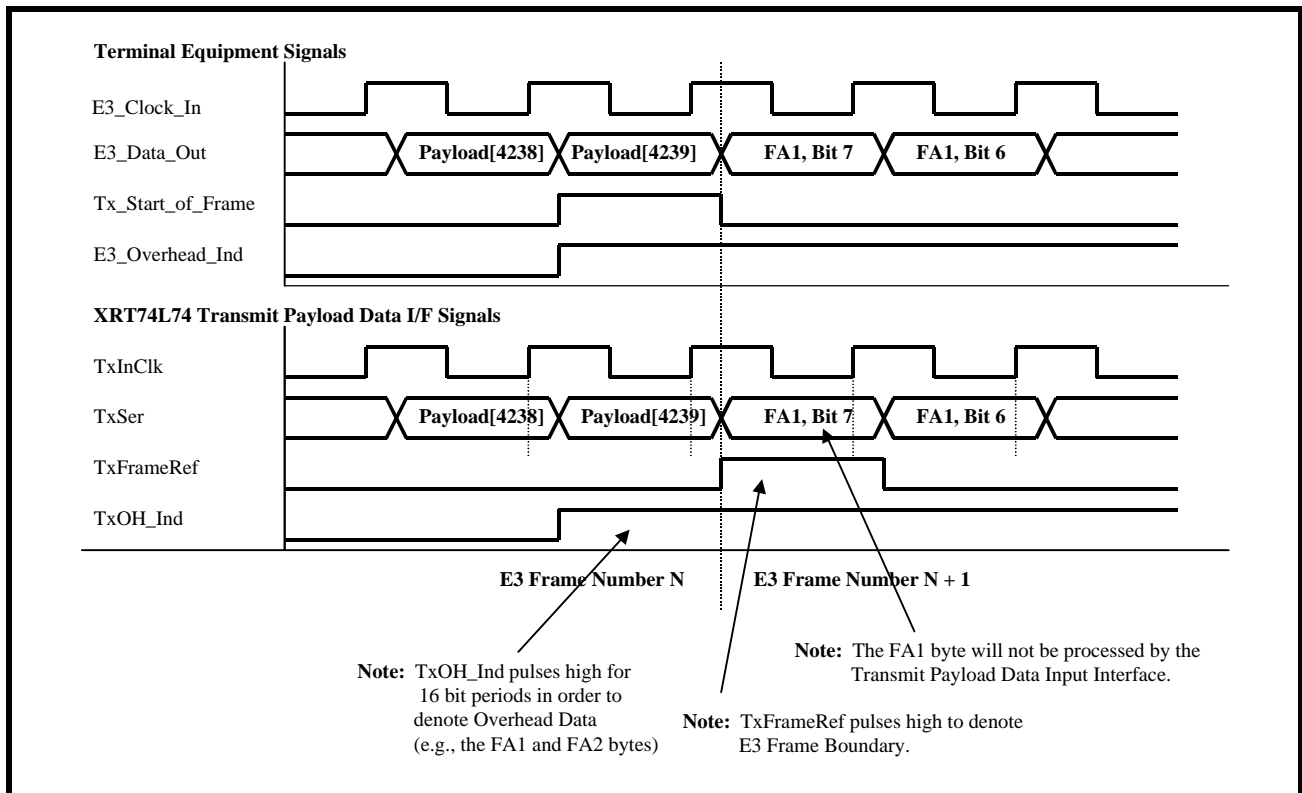 Terminal Equipment Signals
E3_Clock_In
E3_Data_Out
Payload[4238] Payload[4239] FA1, Bit 7 FA1, Bit 6
Tx_Start_of_Frame
E3_Overhead_Ind
XRT74L74 Transmit Payload Data I/F Signals
TxInClk
TxSer
Payload[4238] Payload[4239] FA1, Bit 7 FA1, Bit 6
TxFrameRef
TxOH_Ind
E3 Frame Number N E3 Frame Number N + 1
Note: The FA1 byte will not be processed by the
Transmit Payload Data Input Interface.
Note: TxOH_Ind pulses high for
16 bit periods in order to
denote Overhead Data
(e.g., the FA1 and FA2 bytes)
Note: TxFrameRef pulses high to denote
E3 Frame Boundary.